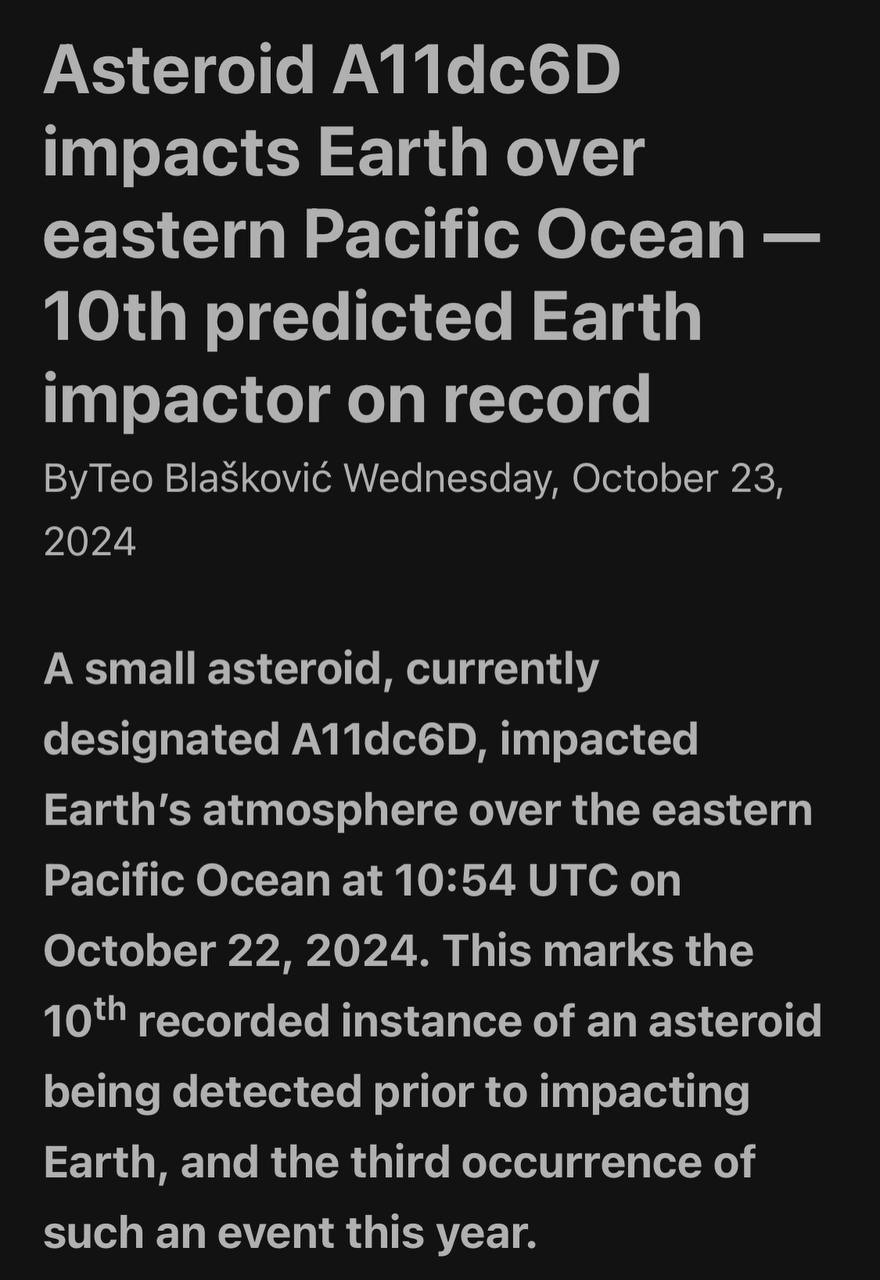 Asteroid A11dc6D
impacts Earth over
eastern Pacific Ocean —
10th predicted Earth
impactor on record
ByTeo Blašković Wednesday, October 23,
2024
A small asteroid, currently
designated A11dc6D, impacted
Earth’s atmosphere over the eastern
Pacific Ocean at 10:54 UTC on
October 22, 2024. This marks the
10th recorded instance of an asteroid
being detected prior to impacting
Earth, and the third occurrence of
such an event this year.